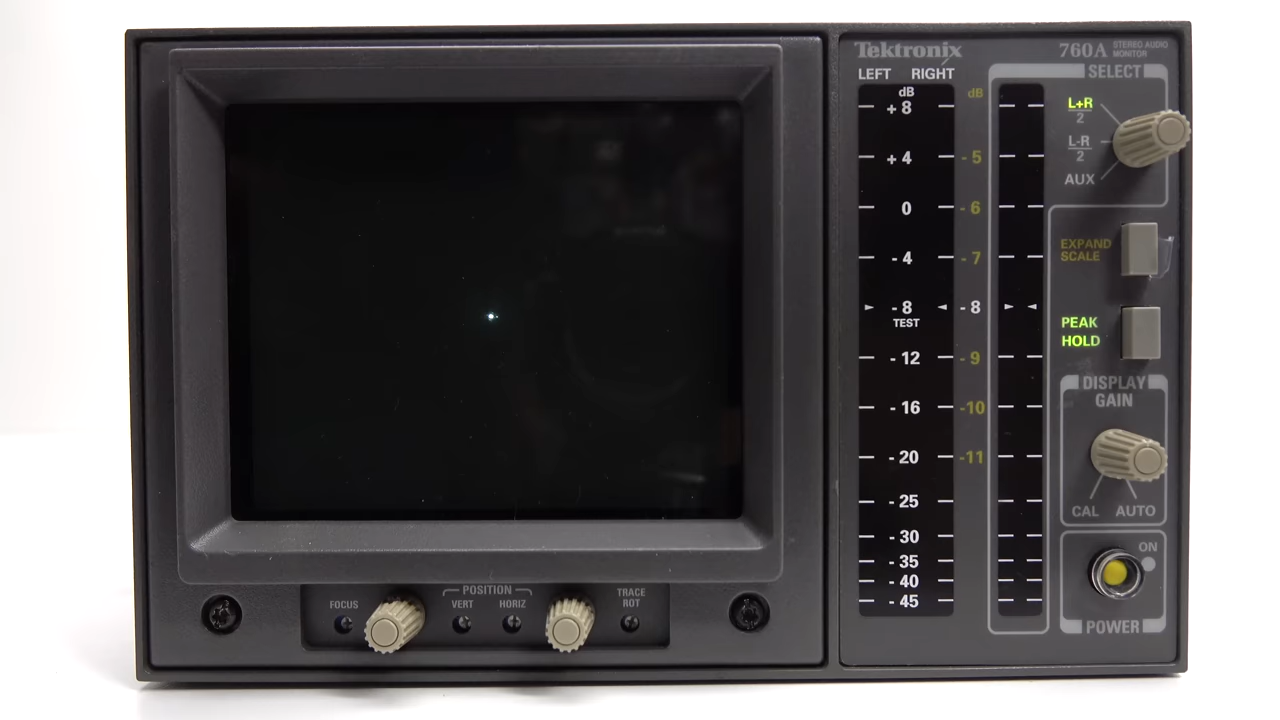 Tektronix
760A STEREO AUDIO
MONITOR
LEFT RIGHT
SELECT
dB dB
+ 8
+ 4 - 5
0 - 6
- 4 - 7
- 8 - 8
TEST
- 12 - 9
- 16 -10
- 20 -11
- 25
- 30
- 35
- 40
- 45
L+R
2
L-R
2
AUX
EXPAND
SCALE
PEAK
HOLD
DISPLAY
GAIN
CAL AUTO
ON
POWER
FOCUS
POSITION
VERT HORIZ
TRACE
ROT